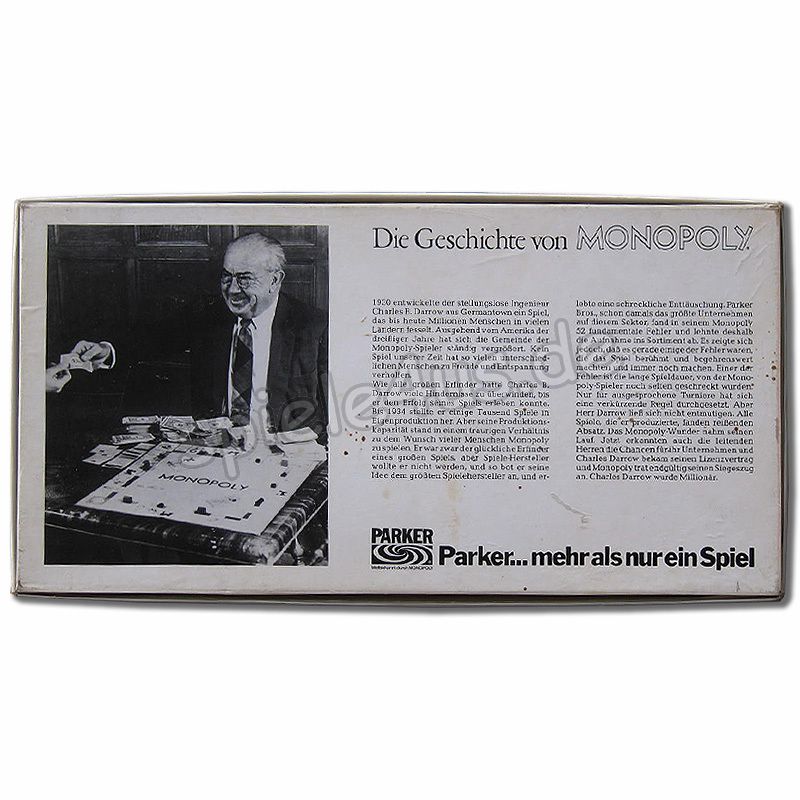 Die Geschichte von MONOPOLY
1930 entwickelte der stellungslose Ingenieur
Charles B. Darrow aus Germantown ein Spiel,
das bis heute Millionen Menschen in vielen
Ländern fesselt. Ausgehend vom Amerika der
dreißiger Jahre hat sich die Gemeinde der
Monopoly-Spieler ständig vergrößert. Kein
Spiel unserer Zeit hat so vielen unterschied-
lichen Menschen zu Freude und Entspannung
verholfen.
Wie alle großen Erfinder hatte Charles B.
Darrow viele Hindernisse zu überwinden, bis
er den Erfolg seines Spiels erleben konnte.
Bis 1934 stellte er einige Tausend Spiele in
Eigenproduktion her. Aber seine Produktions-
Kapazität stand in einem traurigen Verhältnis
zu dem Wunsch vieler Menschen Monopoly
zu spielen. Er war zwar der glückliche Erfinder
eines großen Spiels, aber Spiele-Hersteller
wollte er nicht werden, und so bot er seine
Idee dem größten Spielehersteller an, und er-
lebte eine schreckliche Enttäuschung. Parker
Bros., schon damals das größte Unternehmen
auf diesem Sektor, fand in seinem Monopoly
52 fundamentale Fehler und lehnte deshalb
die Aufnahme ins Sortiment ab. Es zeigte sich
jedoch, daß es gerade einige der Fehler waren,
die das Spiel berühmt und begehrenswert
machten und immer noch machen. Einer der
Fehler ist die lange Spieldauer, von der Mono-
poly-Spieler noch selten geschreckt wurden.
Nur für ausgesprochene Turniere hat sich
eine verkürzende Regel durchgesetzt. Aber
Herr Darrow ließ sich nicht entmutigen. Alle
Spiele, die er produzierte, fanden reißenden
Absatz. Das Monopoly-Wunder nahm seinen
Lauf. Jetzt erkannten auch die leitenden
Herren die Chancen für ihr Unternehmen und
Charles Darrow bekam seinen Lizenzvertrag
und Monopoly trat endgültig seinen Siegeszug
an. Charles Darrow wurde Millionär.
MONOPOLY
PARKER
Weltbekannt durch MONOPOLY
Parker... mehr als nur ein Spiel